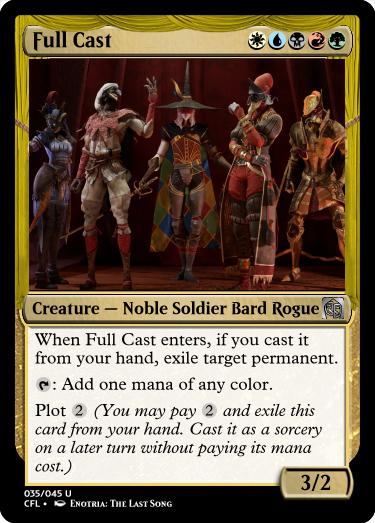 Full Cast
Creature — Noble Soldier Bard Rogue
When Full Cast enters, if you cast it
from your hand, exile target permanent.
: Add one mana of any color.
Plot 2 (You may pay 2 and exile this
card from your hand. Cast it as a sorcery
on a later turn without paying its mana
cost.)
3/2
035/045 U
CFL • Enotria: The Last Song